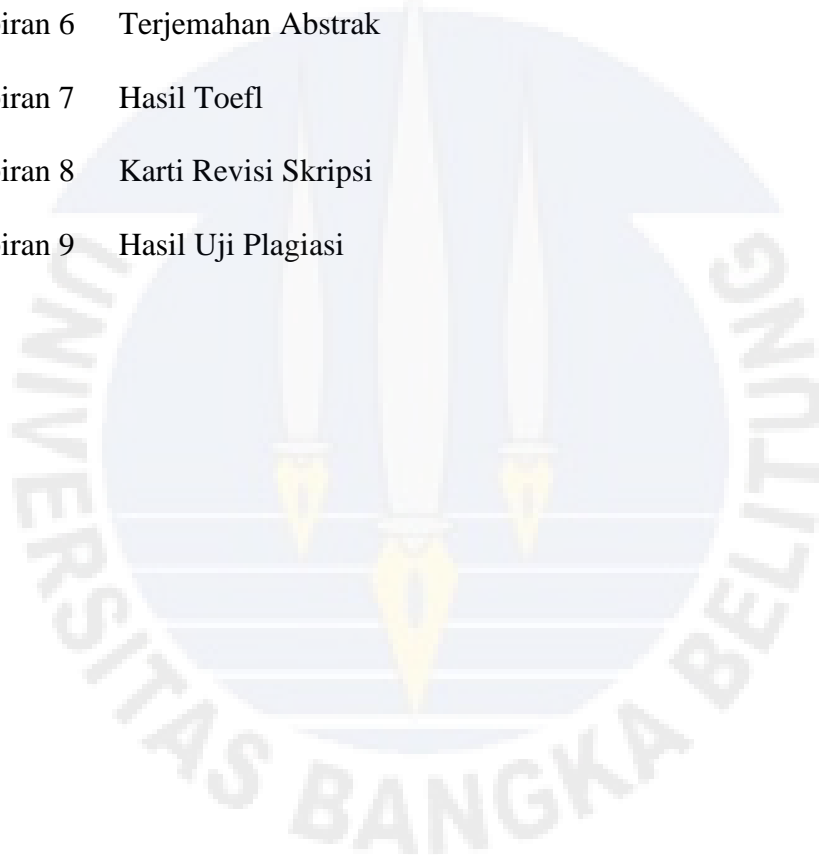 iran 6 Terjemahan Abstrak
iran 7 Hasil Toefl
iran 8 Karti Revisi Skripsi
iran 9 Hasil Uji Plagiasi
UNIVERSITAS BANGKA BELITUNG